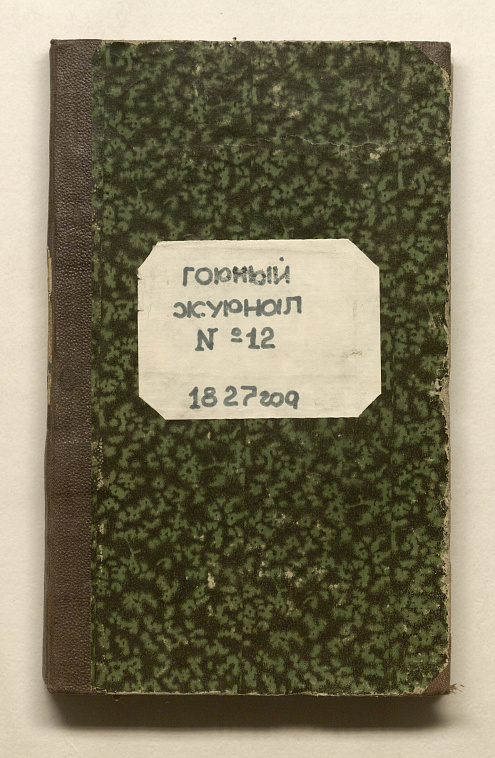 горный
журнал
№ 12
1827 год